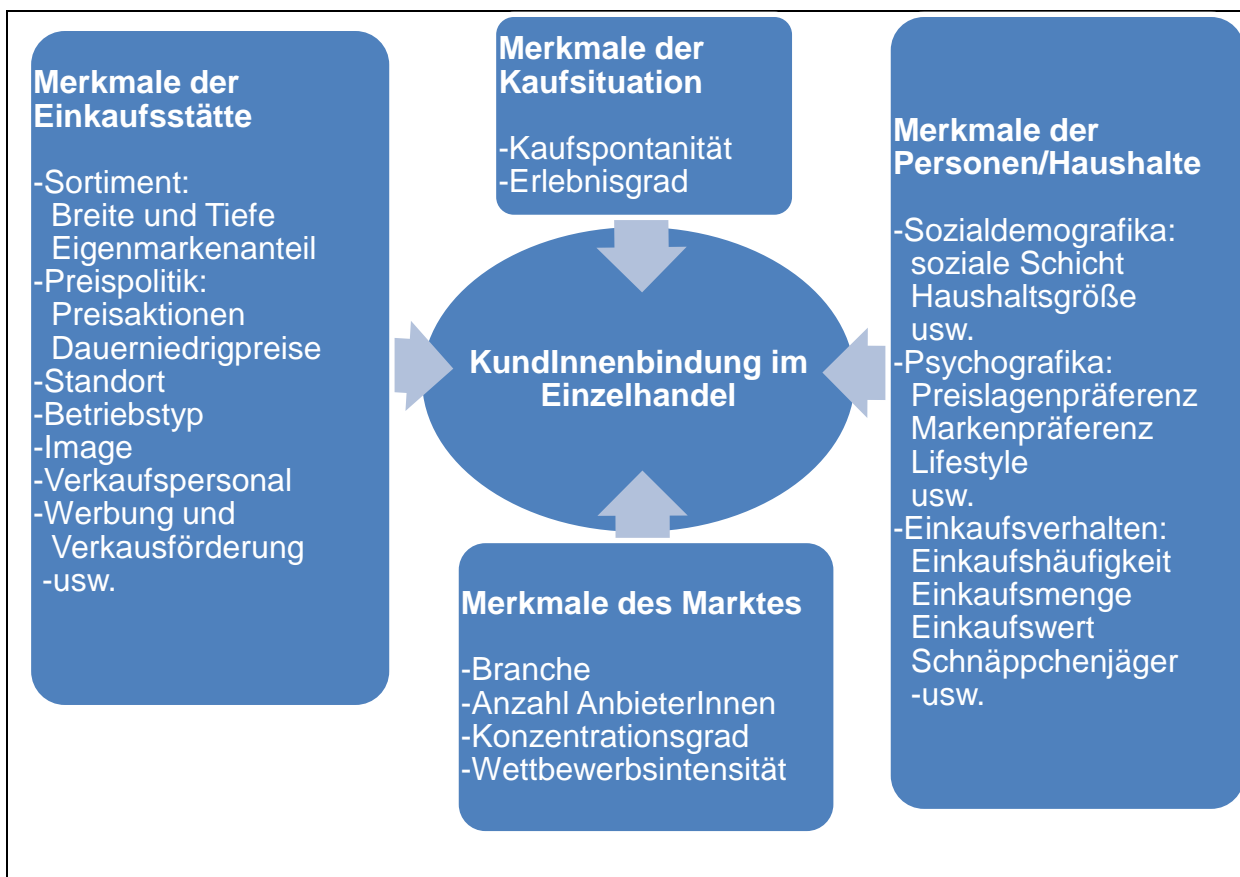 Merkmale der
Einkaufsstätte
-Sortiment:
Breite und Tiefe
Eigenmarkenanteil
-Preispolitik:
Preisaktionen
Dauerniedrigpreise
-Standort
-Betriebstyp
-Image
-Verkaufspersonal
-Werbung und
Verkausförderung
-usw.
Merkmale der
Kaufsituation
-Kaufspontanität
-Erlebnisgrad
KundInnenbindung im
Einzelhandel
Merkmale des Marktes
-Branche
-Anzahl AnbieterInnen
-Konzentrationsgrad
-Wettbewerbsintensität
Merkmale der
Personen/Haushalte
-Sozialdemografika:
soziale Schicht
Haushaltsgröße
usw.
-Psychografika:
Preislagenpräferenz
Markenpräferenz
Lifestyle
usw.
-Einkaufsverhalten:
Einkaufshäufigkeit
Einkaufsmenge
Einkaufswert
Schnäppchenjäger
-usw.